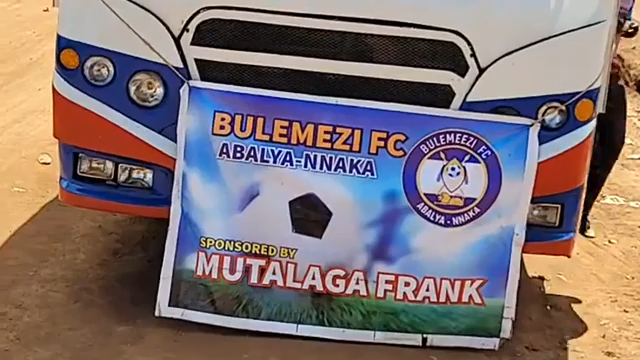 BULEMEZI FC
ABALYA-NNAKA
BULEMEEZI FC
ABALYA - NNAKA
SPONSORED BY
MUTALAGA FRANK